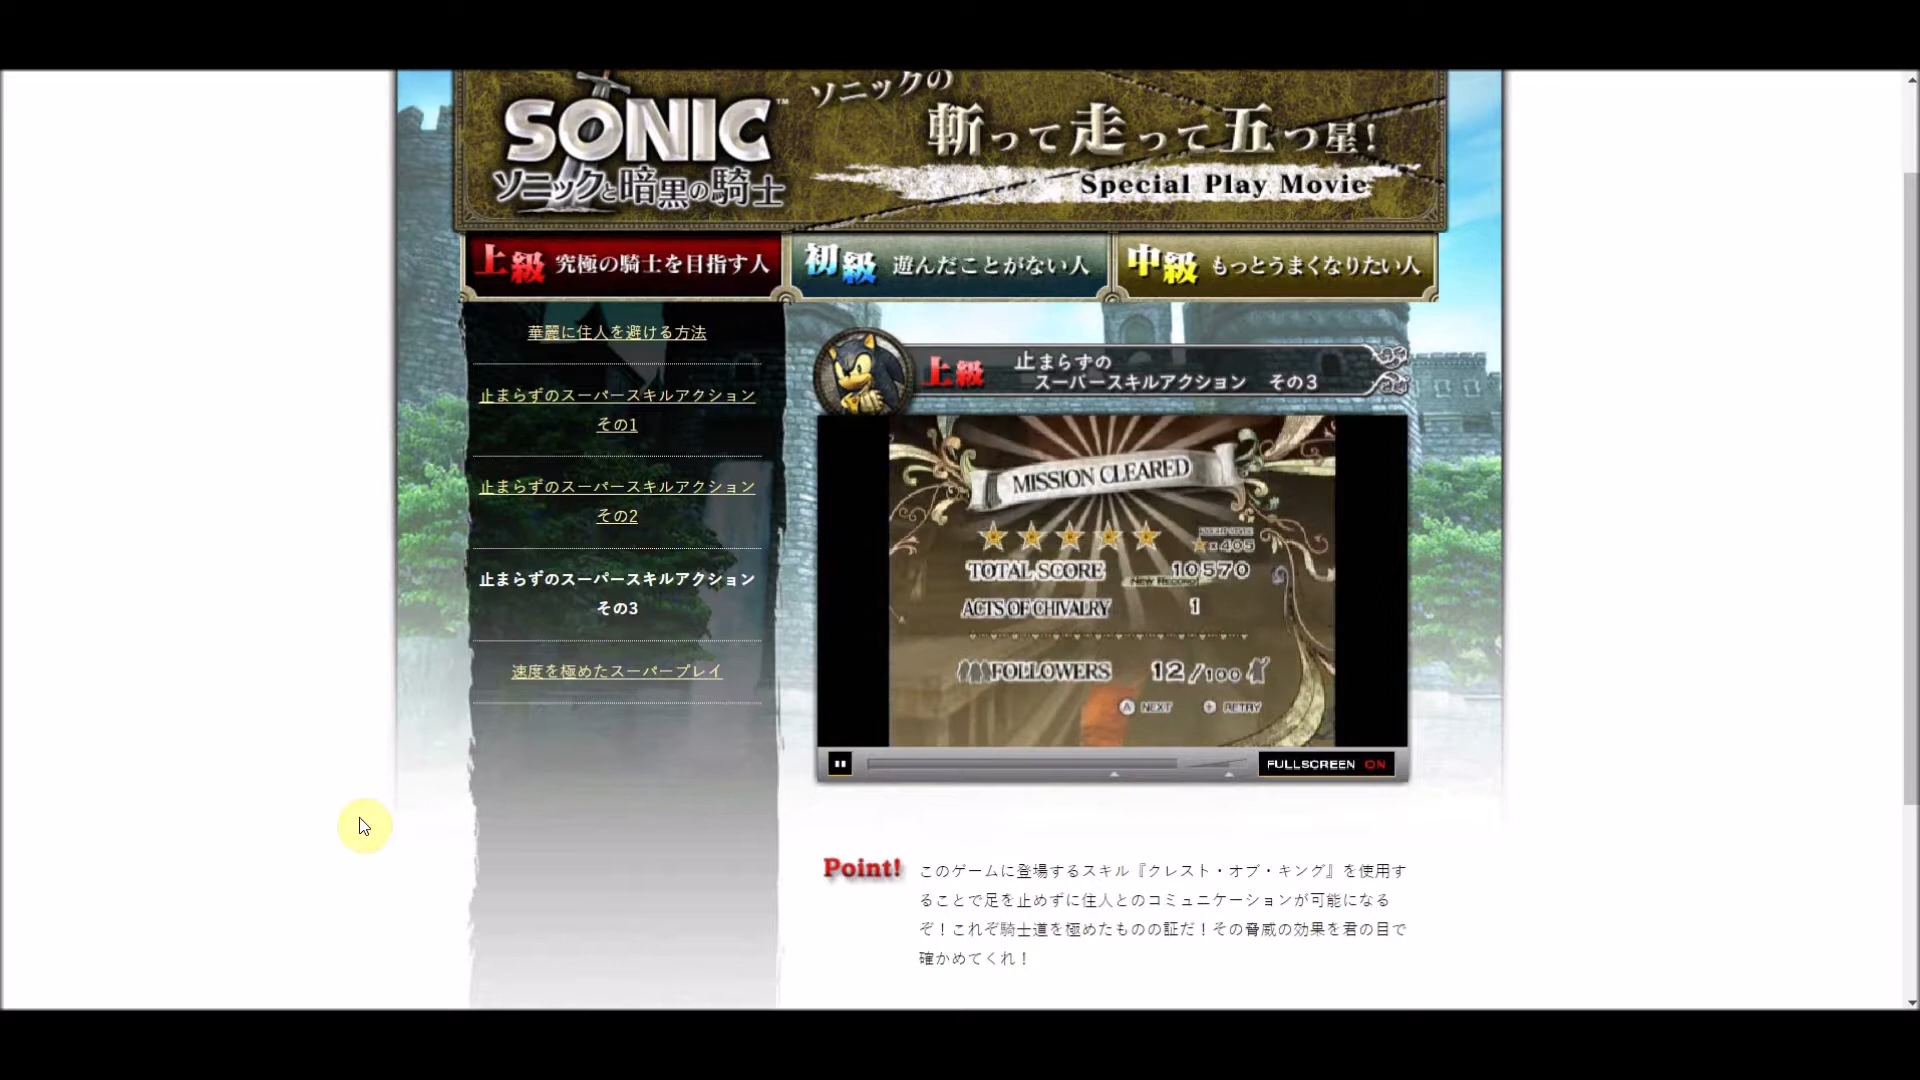 SONIC™
ソニックと暗黒の騎士
ソニックの
斬って走って五つ星!
Special Play Movie
上級 究極の騎士を目指す人
初級 遊んだことがない人
中級 もっとうまくなりたい人
華麗に住人を避ける方法
止まらずのスーパースキルアクション
その1
止まらずのスーパースキルアクション
その2
止まらずのスーパースキルアクション
その3
速度を極めたスーパープレイ
上級 止まらずの
スーパースキルアクション その3
MISSION CLEARED
x405
TOTAL SCORE 10570
NEW RECORD
ACTS OF CHIVALRY 1
FOLLOWERS 12/100
A NEXT + RETRY
FULLSCREEN ON
Point! このゲームに登場するスキル『クレスト・オブ・キング』を使用す
ることで足を止めずに住人とのコミュニケーションが可能になる
ぞ！これぞ騎士道を極めたものの証だ！その脅威の効果を君の目で
確かめてくれ！